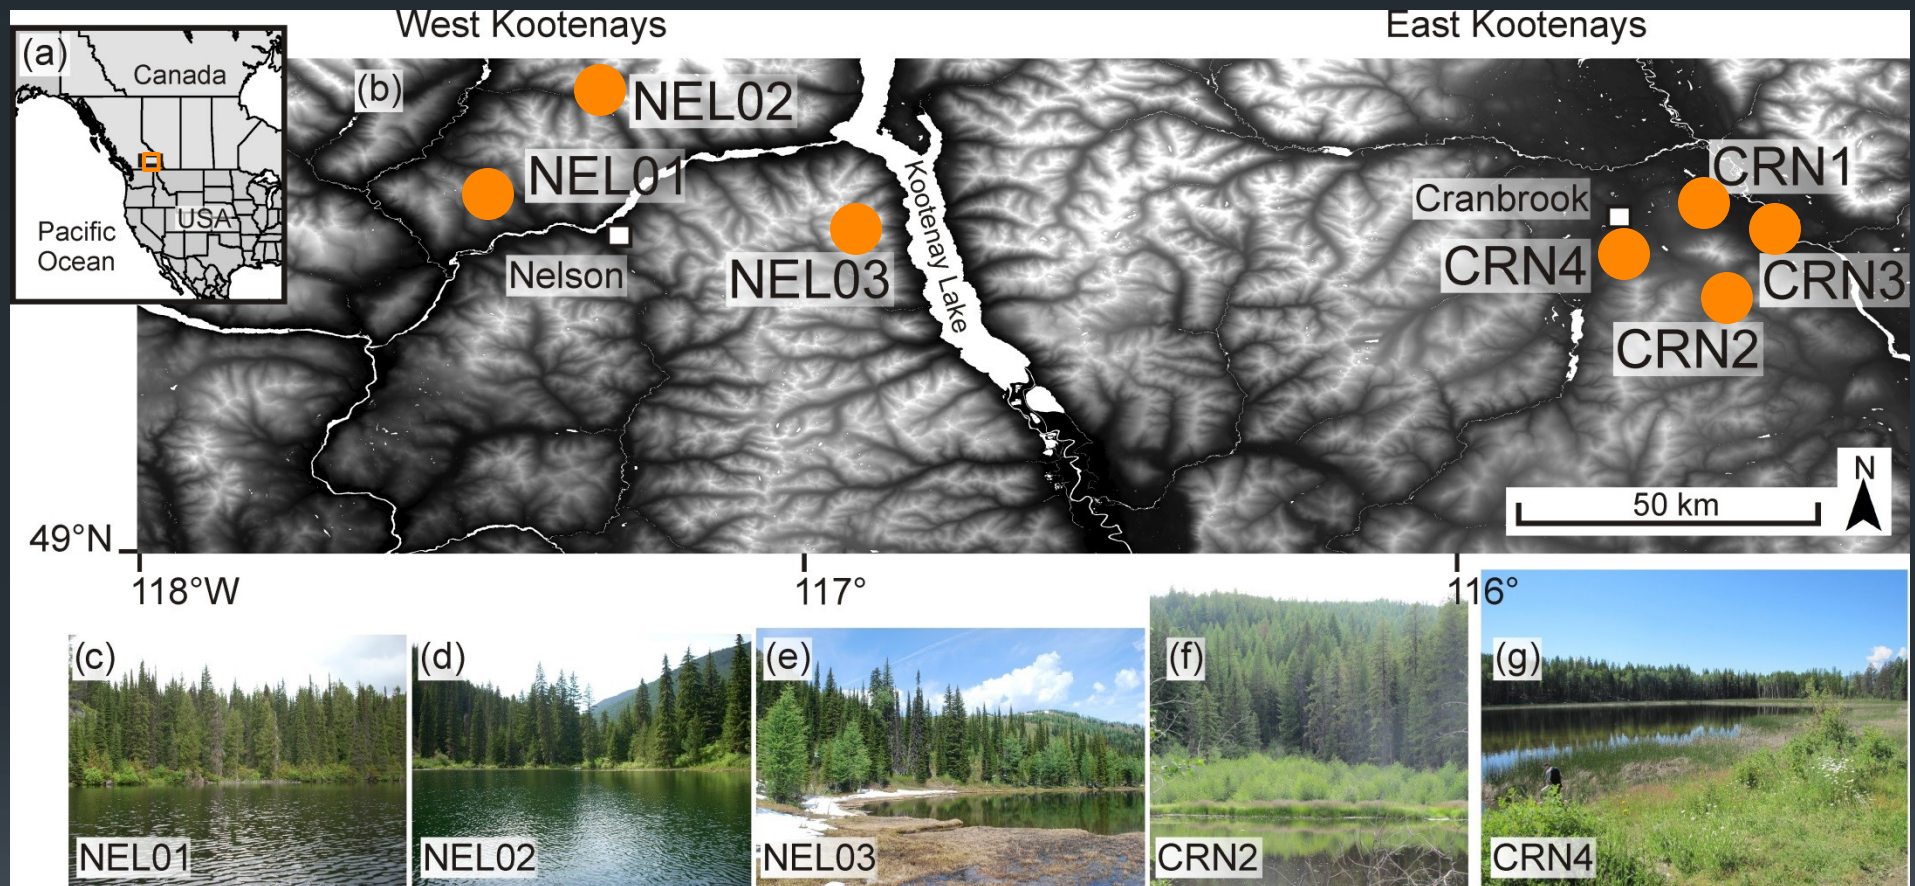 West Kootenays
East Kootenays
(a)
Canada
USA
Pacific
Ocean
(b)
NEL02
NEL01
NEL03
Nelson
Kootenay Lake
Cranbrook
CRN1
CRN4
CRN3
CRN2
N
50 km
49°N
118°W
117°
116°
(c)
NEL01
(d)
NEL02
(e)
NEL03
(f)
CRN2
(g)
CRN4